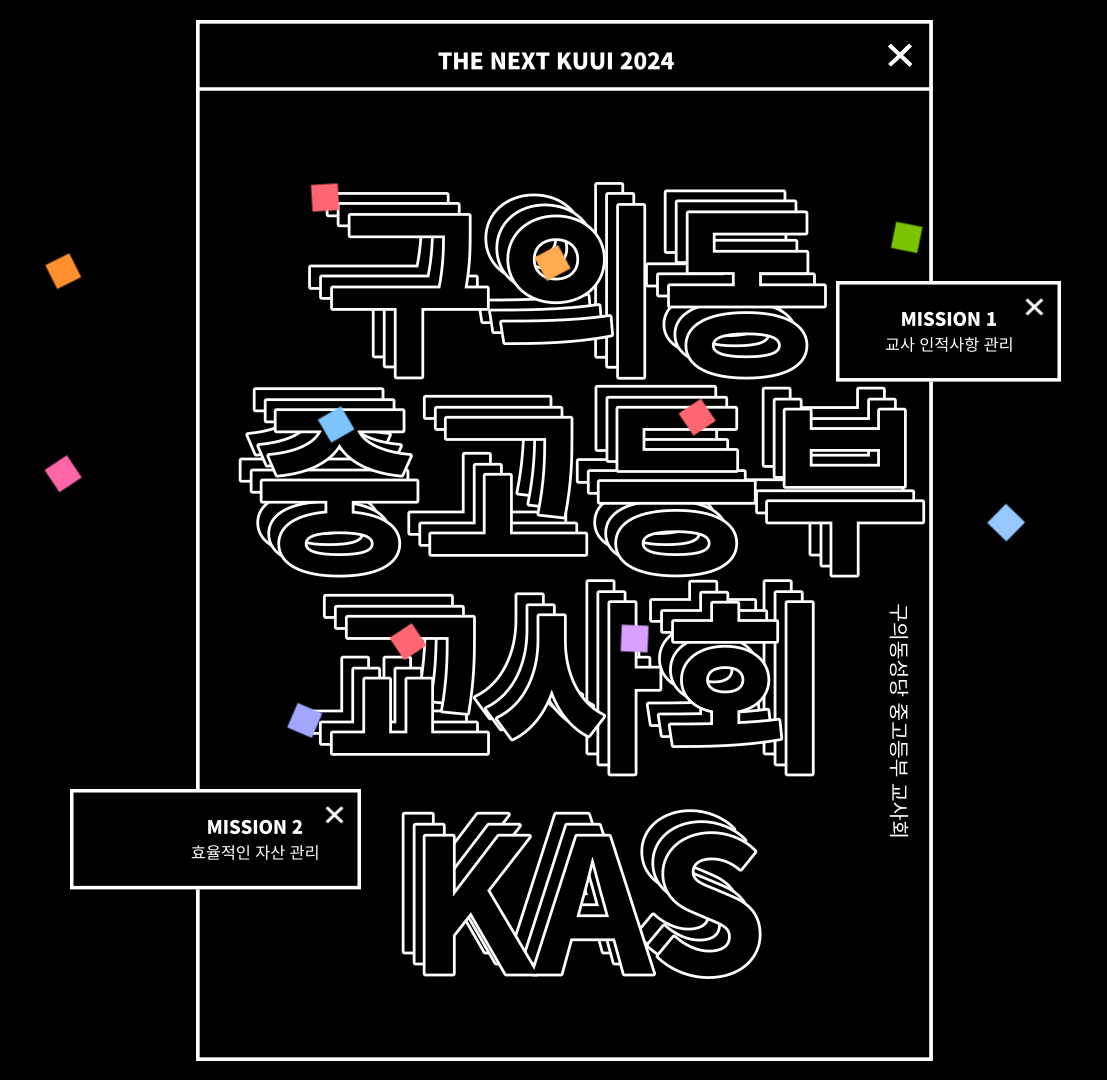 THE NEXT KUUI 2024
구의동
MISSION 1
교사 인적사항 관리
중고등부
교사회
구의동성당 중고등부 교사회
MISSION 2
효율적인 자산 관리
KAS